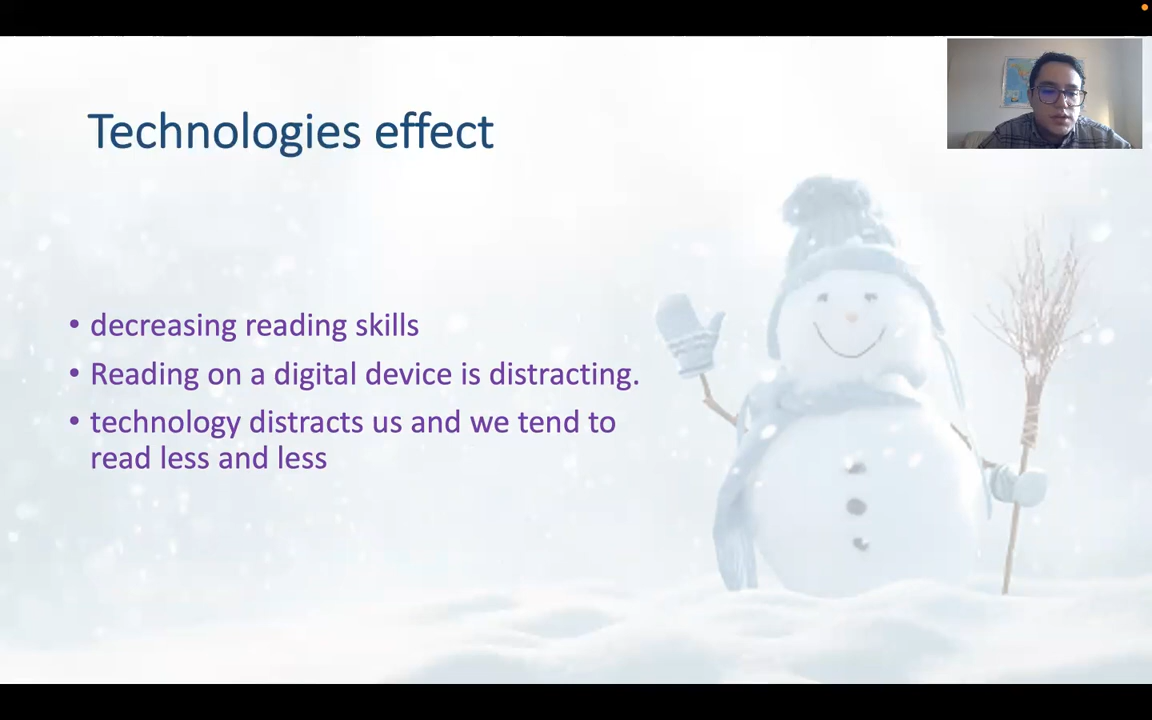 Technologies effect
• decreasing reading skills
• Reading on a digital device is distracting.
• technology distracts us and we tend to
read less and less